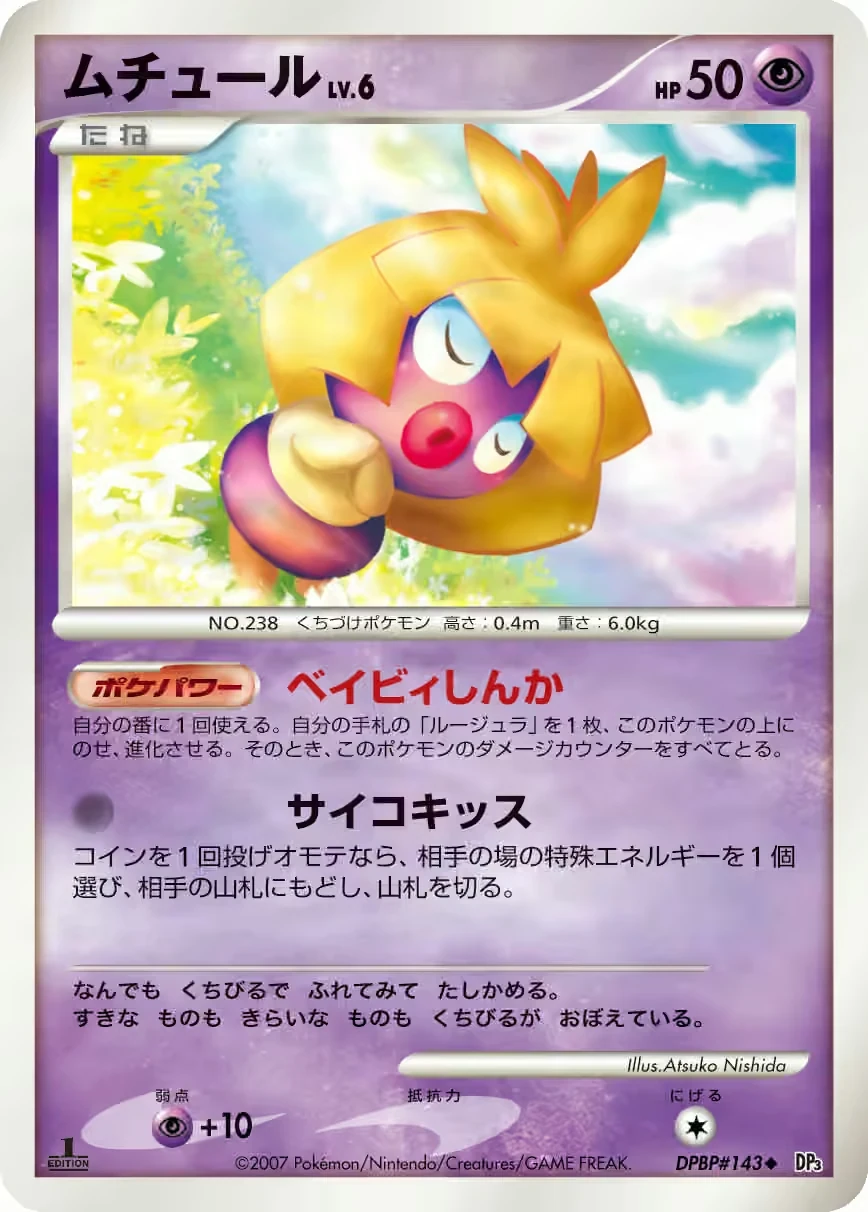 ムチュール LV.6 HP 50
たね
NO.238 くちづけポケモン 高さ:0.4m 重さ:6.0kg
ポケパワー ベイビィしんか
自分の番に1回使える。自分の手札の「ルージュラ」を1枚、このポケモンの上に
のせ、進化させる。そのとき、このポケモンのダメージカウンターをすべてとる。
サイコキッス
コインを1回投げオモテなら、相手の場の特殊エネルギーを1個
選び、相手の山札にもどし、山札を切る。
なんでも くちびるで ふれてみて たしかめる。
すきな ものも きらいな ものも くちびるが おぼえている。
Illus.Atsuko Nishida
弱点 抵抗力 にげる
+10
1 EDITION
©2007 Pokémon/Nintendo/Creatures/GAME FREAK. DPBP#143◆ DP3